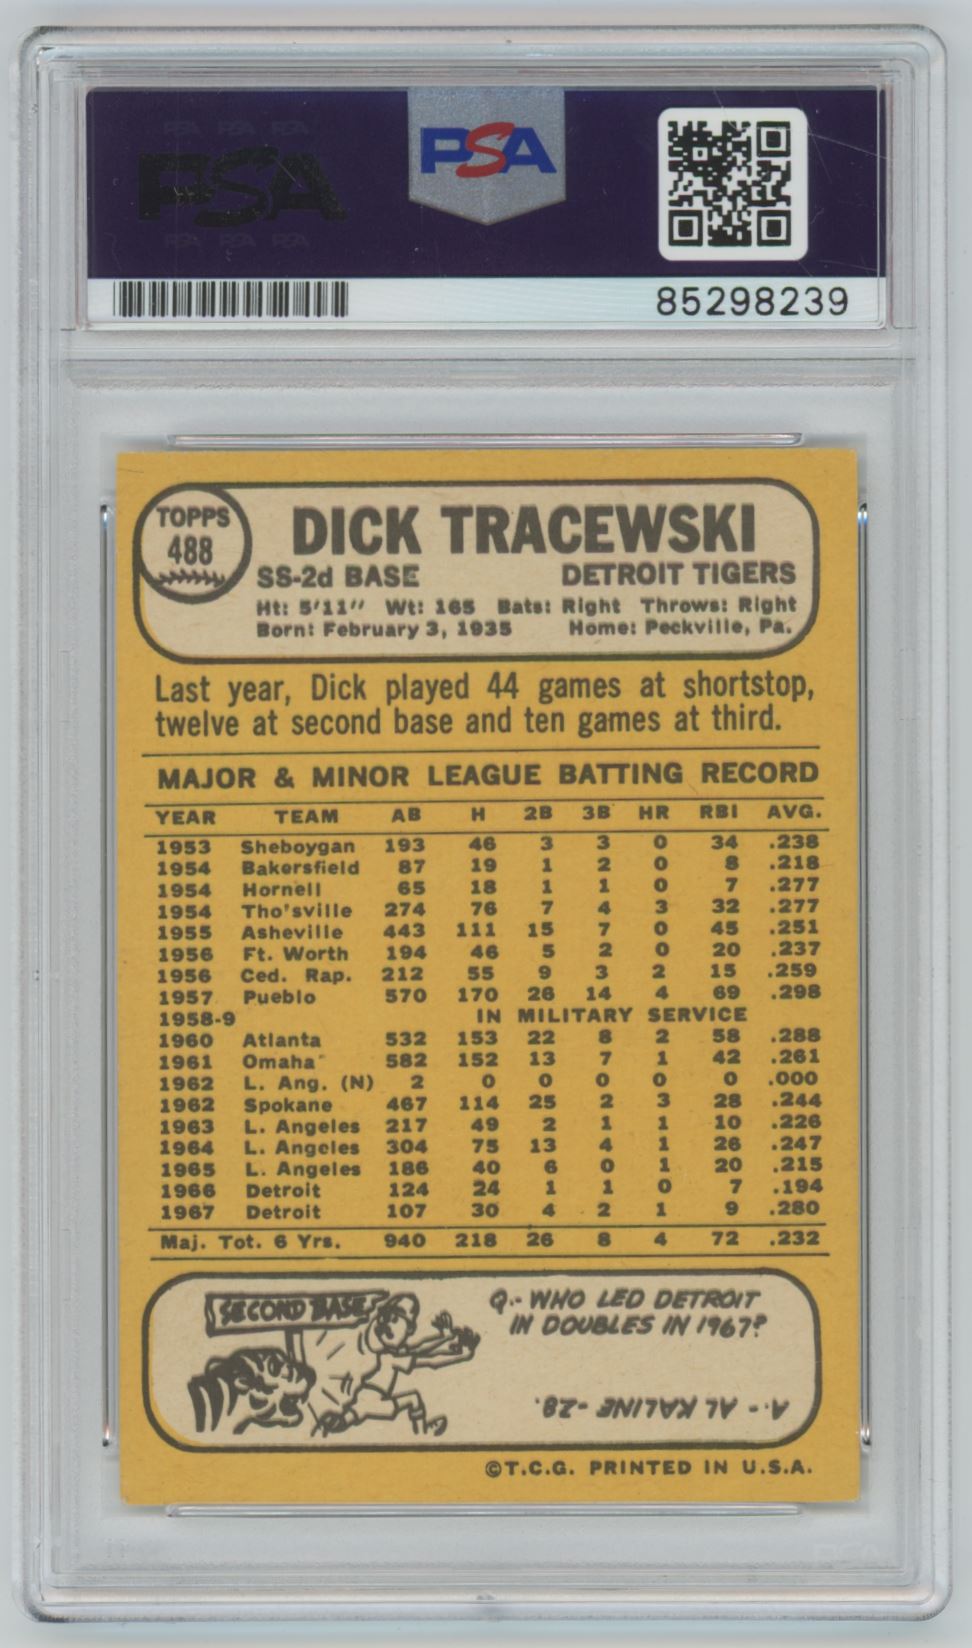 PSA PSA PSA
PSA
PSA PSA PSA
PSA
85298239
TOPPS
488
DICK TRACEWSKI
SS-2d BASE DETROIT TIGERS
Ht: 5'11" Wt: 165 Bats: Right Throws: Right
Born: February 3, 1935 Home: Peckville, Pa.
Last year, Dick played 44 games at shortstop,
twelve at second base and ten games at third.
MAJOR & MINOR LEAGUE BATTING RECORD
YEAR TEAM AB H 2B 3B HR RBI AVG.
1953 Sheboygan 193 46 3 3 0 34 .238
1954 Bakersfield 87 19 1 2 0 8 .218
1954 Hornell 65 18 1 1 0 7 .277
1954 Tho'sville 274 76 7 4 3 32 .277
1955 Asheville 443 111 15 7 0 45 .251
1956 Ft. Worth 194 46 5 2 0 20 .237
1956 Ced. Rap. 212 55 9 3 2 15 .259
1957 Pueblo 570 170 26 14 4 69 .298
1958-9 IN MILITARY SERVICE
1960 Atlanta 532 153 22 8 2 58 .288
1961 Omaha 582 152 13 7 1 42 .261
1962 L. Ang. (N) 2 0 0 0 0 0 .000
1962 Spokane 467 114 25 2 3 28 .244
1963 L. Angeles 217 49 2 1 1 10 .226
1964 L. Angeles 304 75 13 4 1 26 .247
1965 L. Angeles 186 40 6 0 1 20 .215
1966 Detroit 124 24 1 1 0 7 .194
1967 Detroit 107 30 4 2 1 9 .280
Maj. Tot. 6 Yrs. 940 218 26 8 4 72 .232
SECOND BASE
Q.- WHO LED DETROIT
IN DOUBLES IN 1967?
A.- AL KALINE -28.
©T.C.G. PRINTED IN U.S.A.
PSA